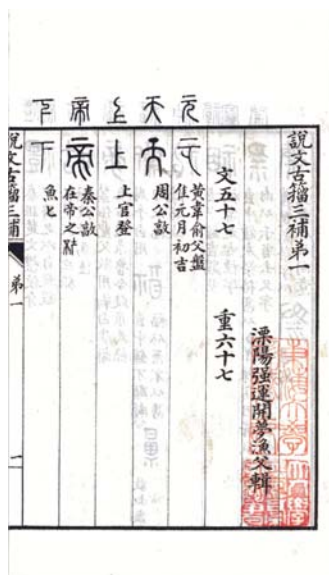 說文古籀三補弟一
溧陽强運開夢漁父輯
文五十七　重六十七
元
黃韋俞父盤
隹元月初吉
天
周公敦
上
上官登
帝
秦公敦
在帝之坏
下
魚匕
說文古籀三補
弟一
一